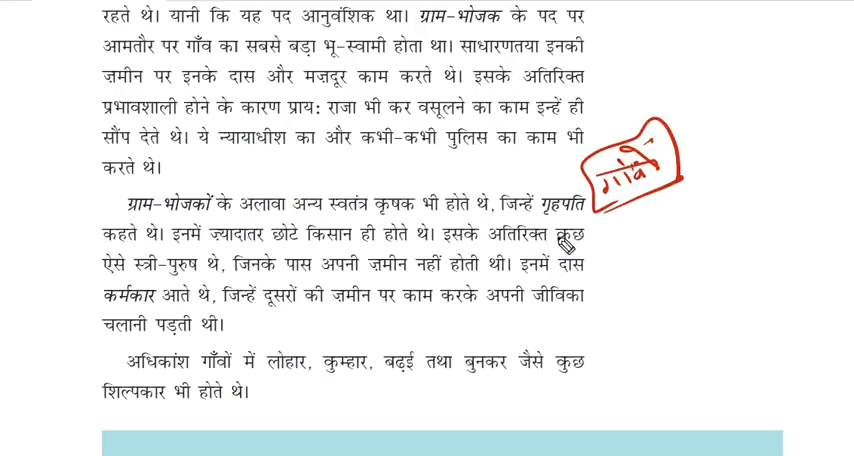 रहते थे। यानी कि यह पद आनुवंशिक था। ग्राम-भोजक के पद पर
आमतौर पर गाँव का सबसे बड़ा भू-स्वामी होता था। साधारणतया इनकी
ज़मीन पर इनके दास और मज़दूर काम करते थे। इसके अतिरिक्त
प्रभावशाली होने के कारण प्राय: राजा भी कर वसूलने का काम इन्हें ही
सौंप देते थे। ये न्यायाधीश का और कभी-कभी पुलिस का काम भी
करते थे।
गांव
ग्राम-भोजकों के अलावा अन्य स्वतंत्र कृषक भी होते थे, जिन्हें गृहपति
कहते थे। इनमें ज़्यादातर छोटे किसान ही होते थे। इसके अतिरिक्त कुछ
ऐसे स्त्री-पुरुष थे, जिनके पास अपनी ज़मीन नहीं होती थी। इनमें दास
कर्मकार आते थे, जिन्हें दूसरों की ज़मीन पर काम करके अपनी जीविका
चलानी पड़ती थी।
अधिकांश गाँवों में लोहार, कुम्हार, बढ़ई तथा बुनकर जैसे कुछ
शिल्पकार भी होते थे।